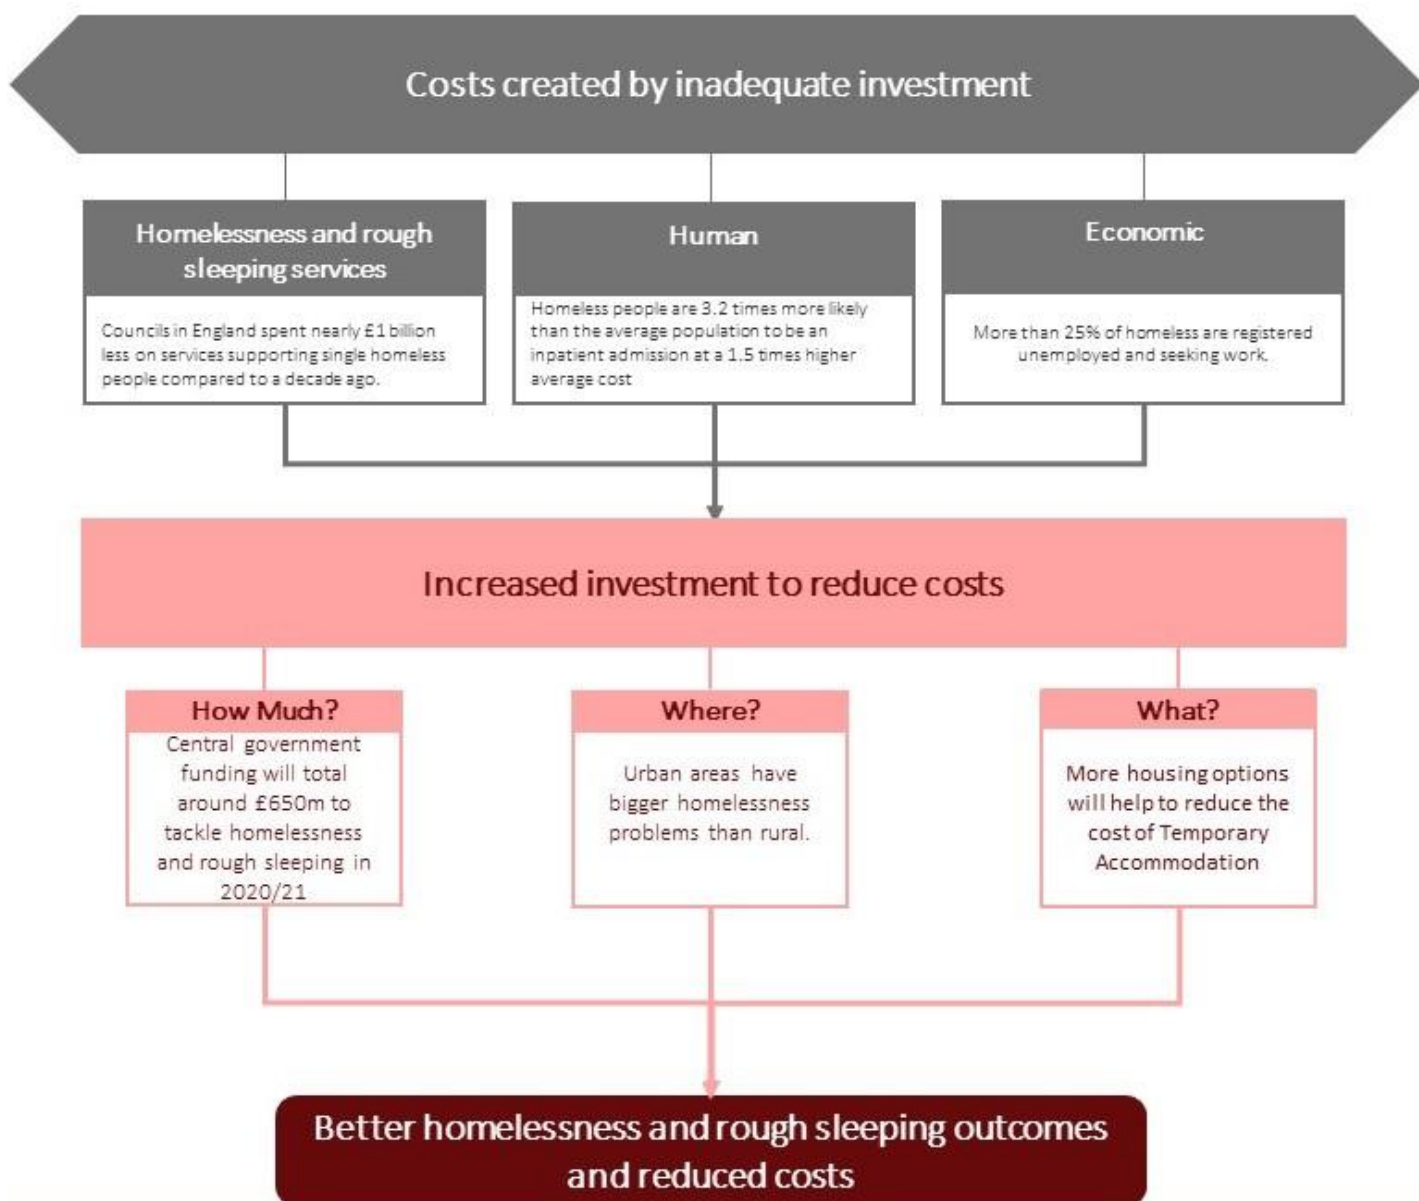 Costs created by inadequate investment
Homelessness and rough
sleeping services
Councils in England spent nearly £1 billion
less on services supporting single homeless
people compared to a decade ago.
Human
Homeless people are 3.2 times more likely
than the average population to be an
inpatient admission at a 1.5 times higher
average cost
Economic
More than 25% of homeless are registered
unemployed and seeking work.
Increased investment to reduce costs
How Much?
Central government
funding will total
around £650m to
tackle homelessness
and rough sleeping in
2020/21
Where?
Urban areas have
bigger homelessness
problems than rural.
What?
More housing options
will help to reduce the
cost of Temporary
Accommodation
Better homelessness and rough sleeping outcomes
and reduced costs